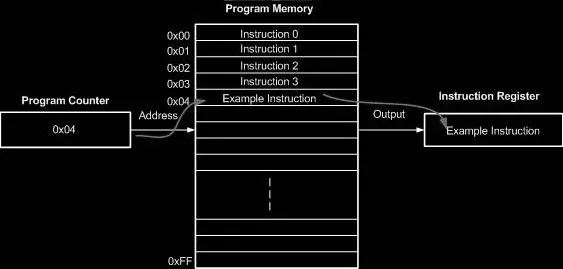 Program Memory
0x00
Instruction 0
0x01
Instruction 1
0x02
Instruction 2
0x03
Instruction 3
0x04
Example Instruction
Program Counter
0x04
Address
Output
Instruction Register
Example Instruction
0xFF